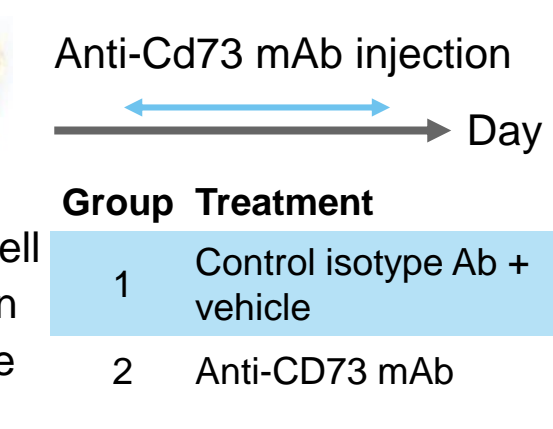 Anti-Cd73 mAb injection
Day
Group Treatment
1 Control isotype Ab +
vehicle
2 Anti-CD73 mAb